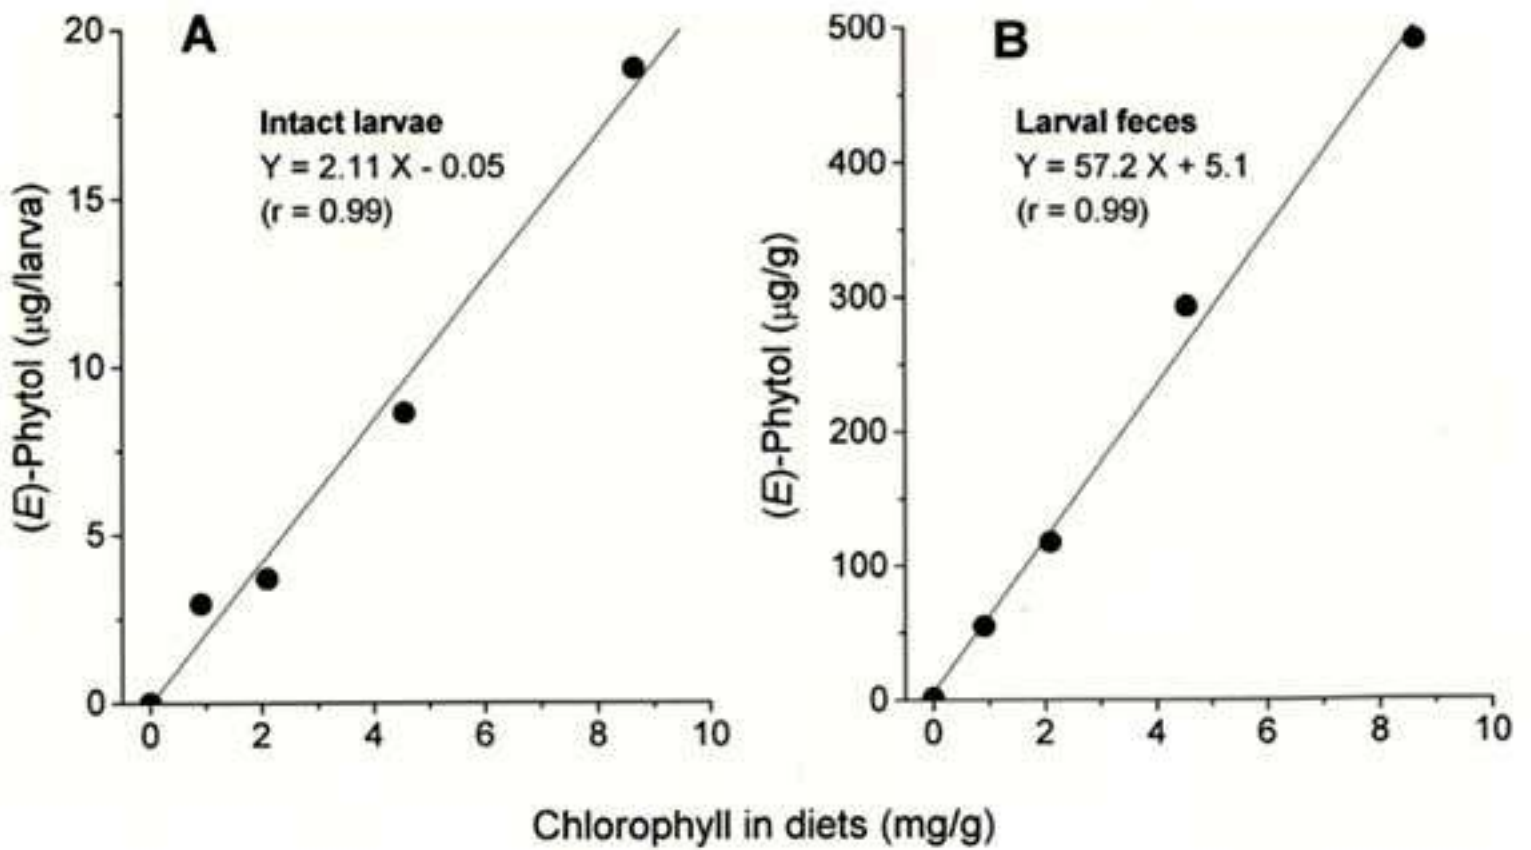 A
Intact larvae
Y = 2.11 X - 0.05
(r = 0.99)
(E)-Phytol (μg/larva)
20
15
10
5
0
0 2 4 6 8 10
B
Larval feces
Y = 57.2 X + 5.1
(r = 0.99)
(E)-Phytol (μg/g)
500
400
300
200
100
0
0 2 4 6 8 10
Chlorophyll in diets (mg/g)